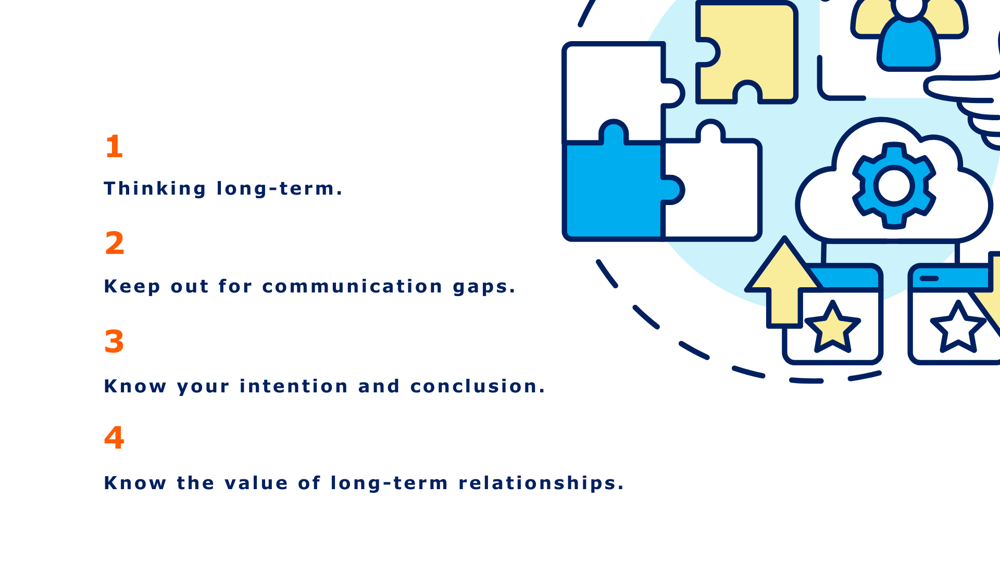 1
Thinking long-term.
2
Keep out for communication gaps.
3
Know your intention and conclusion.
4
Know the value of long-term relationships.